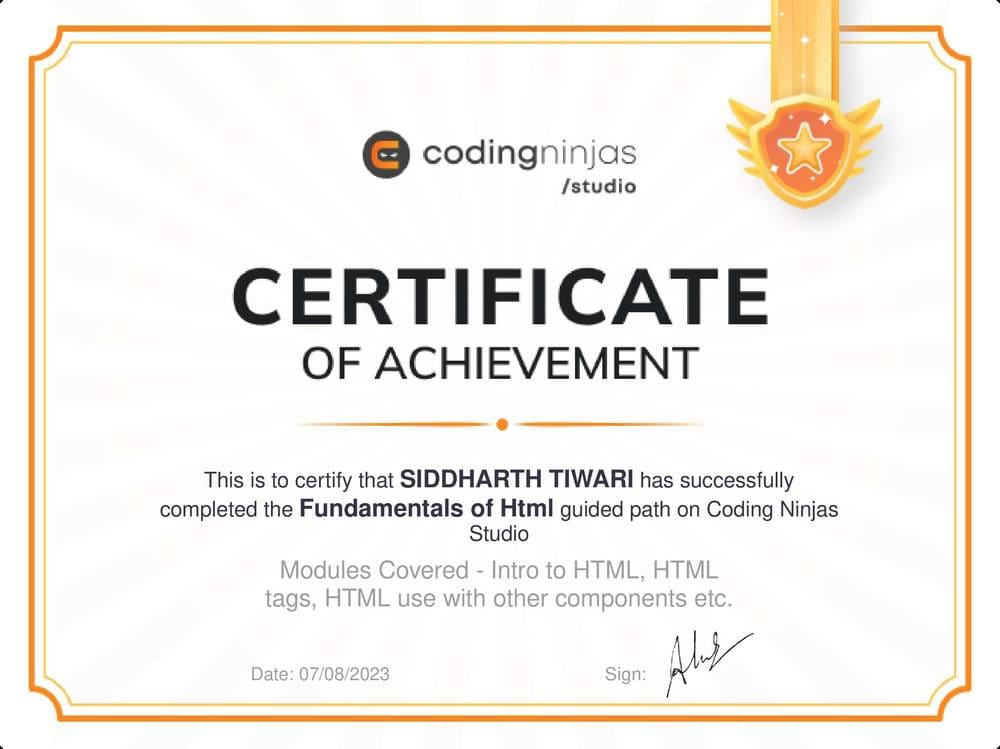 codingninjas
/studio
CERTIFICATE
OF ACHIEVEMENT
This is to certify that SIDDHARTH TIWARI has successfully
completed the Fundamentals of Html guided path on Coding Ninjas
Studio
Modules Covered - Intro to HTML, HTML
tags, HTML use with other components etc.
Date: 07/08/2023 Sign: